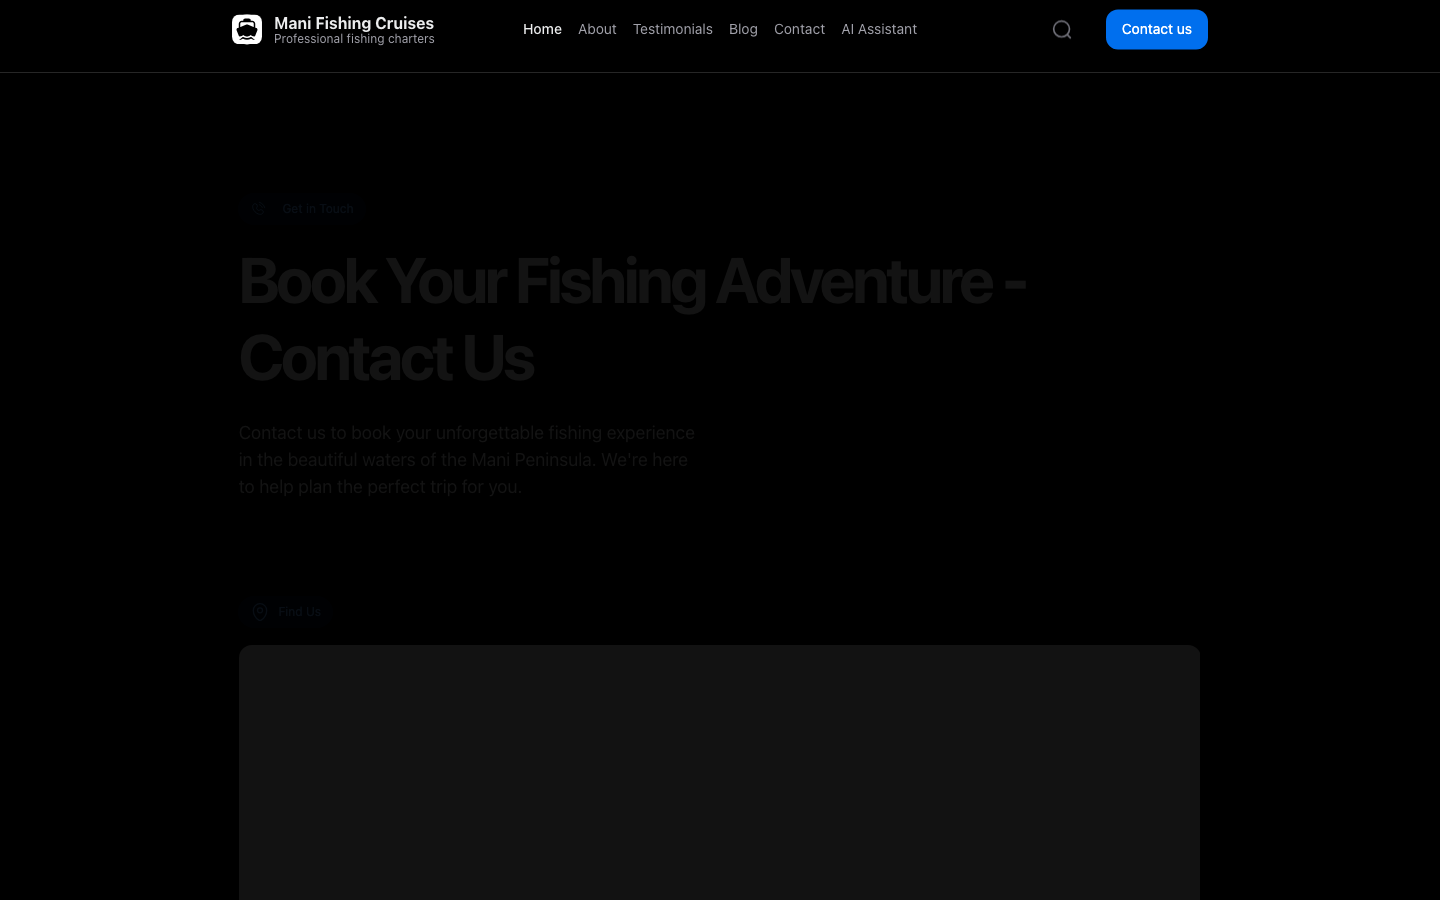 Mani Fishing Cruises
Professional fishing charters
Home
About
Testimonials
Blog
Contact
AI Assistant
Contact us
Get in Touch
Book Your Fishing Adventure -
Contact Us
Contact us to book your unforgettable fishing experience
in the beautiful waters of the Mani Peninsula. We're here
to help plan the perfect trip for you.
Find Us